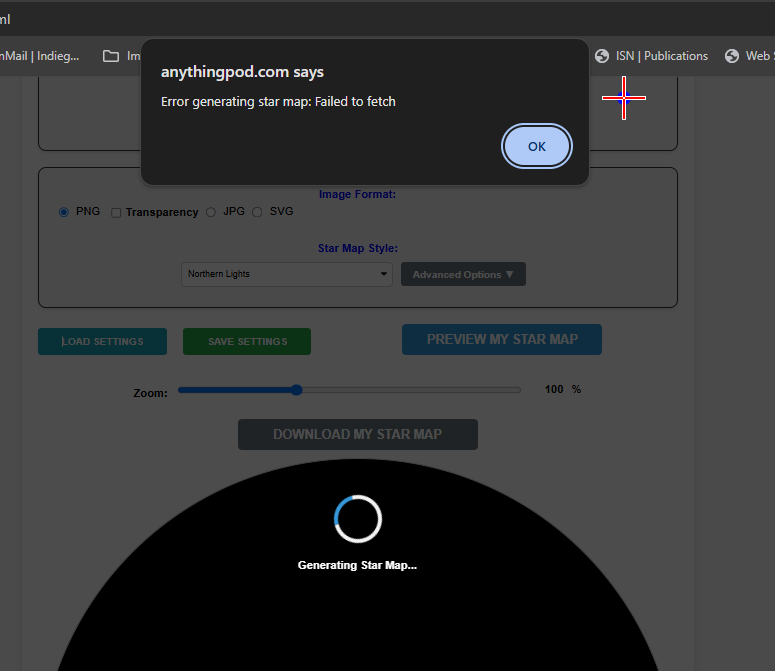 ml
nMail | Indieg...
Im
ISN | Publications
Web S
anythingpod.com says
Error generating star map: Failed to fetch
OK
Image Format:
PNG Transparency JPG SVG
Star Map Style:
Northern Lights
Advanced Options ▼
LOAD SETTINGS
SAVE SETTINGS
PREVIEW MY STAR MAP
Zoom:
100 %
DOWNLOAD MY STAR MAP
Generating Star Map...